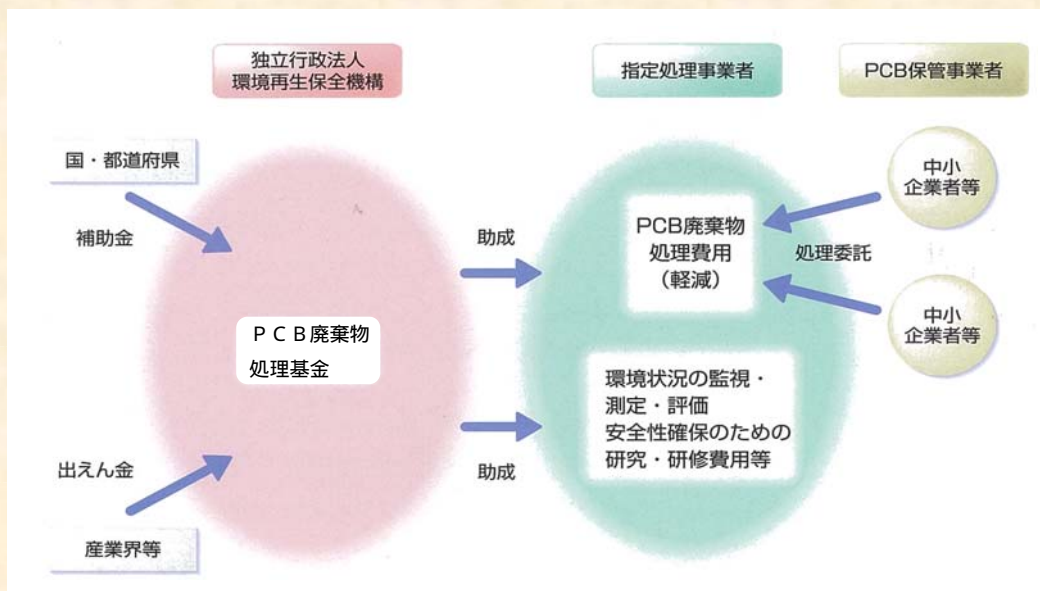 独立行政法人
環境再生保全機構
指定処理事業者
PCB保管事業者
国・都道府県
補助金
ＰＣＢ廃棄物
処理基金
出えん金
産業界等
助成
助成
PCB廃棄物
処理費用
（軽減）
環境状況の監視・
測定・評価
安全性確保のための
研究・研修費用等
処理委託
中小
企業者等
中小
企業者等